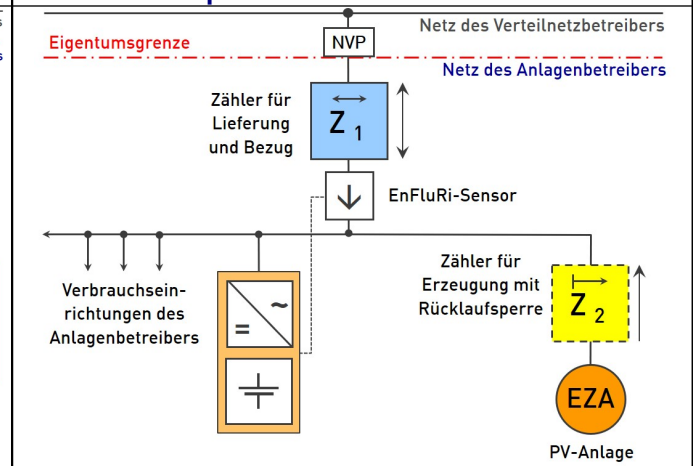 Netz des Verteilnetzbetreibers
NVP
Eigentumsgrenze
Netz des Anlagenbetreibers
Zähler für
Lieferung
und Bezug
Z 1
EnFluRi-Sensor
Zähler für
Erzeugung mit
Rücklaufsperre
Z 2
Verbrauchsein-
richtungen des
Anlagenbetreibers
~
=
EZA
PV-Anlage